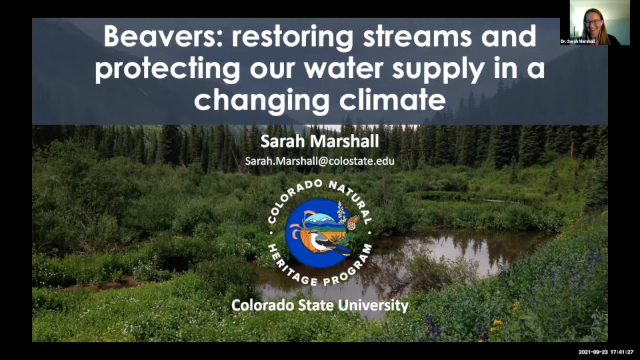 Beavers: restoring streams and
protecting our water supply in a
changing climate
Dr. Sarah Marshall
Sarah Marshall
Sarah.Marshall@colostate.edu
COLORADO NATURAL
HERITAGE PROGRAM
Colorado State University
2021-09-23 17:41:27